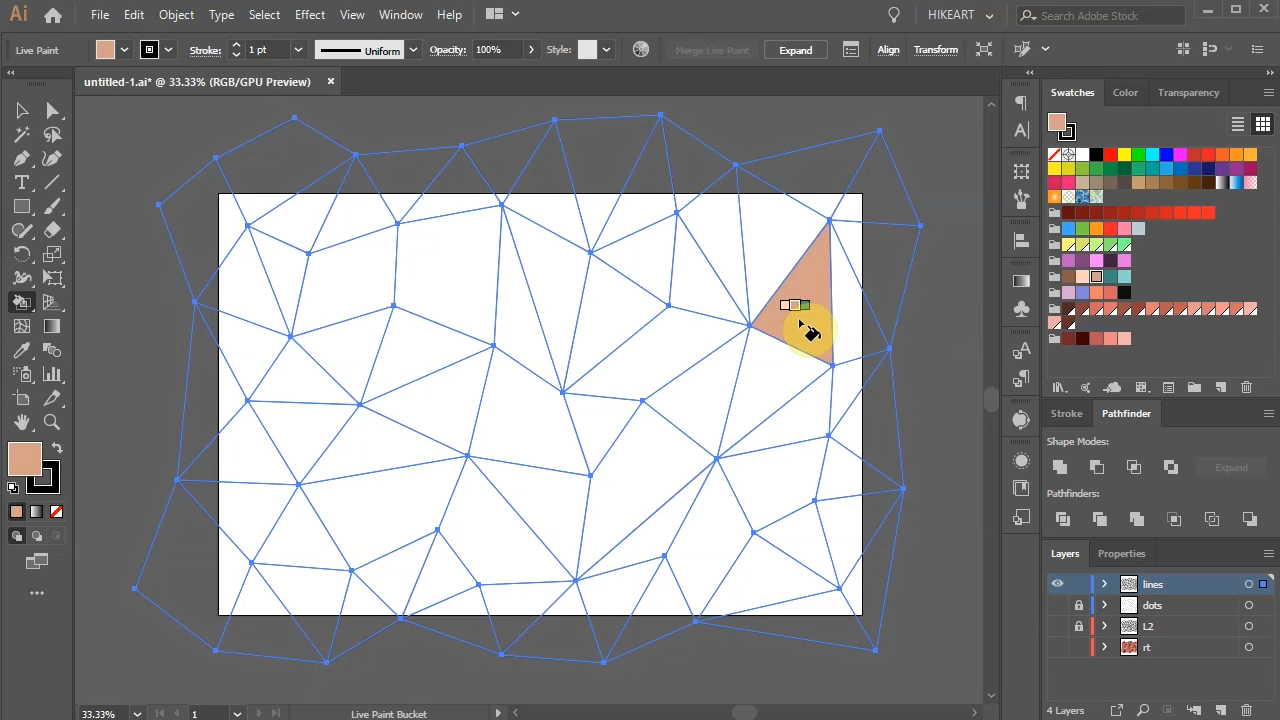 Ai File Edit Object Type Select Effect View Window Help HIKEART Search Adobe Stock
Live Paint Stroke: 1 pt Uniform Opacity: 100% Style: Merge Live Paint Expand Align Transform
untitled-1.ai* @ 33.33% (RGB/GPU Preview)
Swatches Color Transparency
Stroke Pathfinder
Shape Modes:
Expand
Pathfinders:
Layers Properties
lines
dots
L2
rt
33.33% 1 Live Paint Bucket 4 Layers